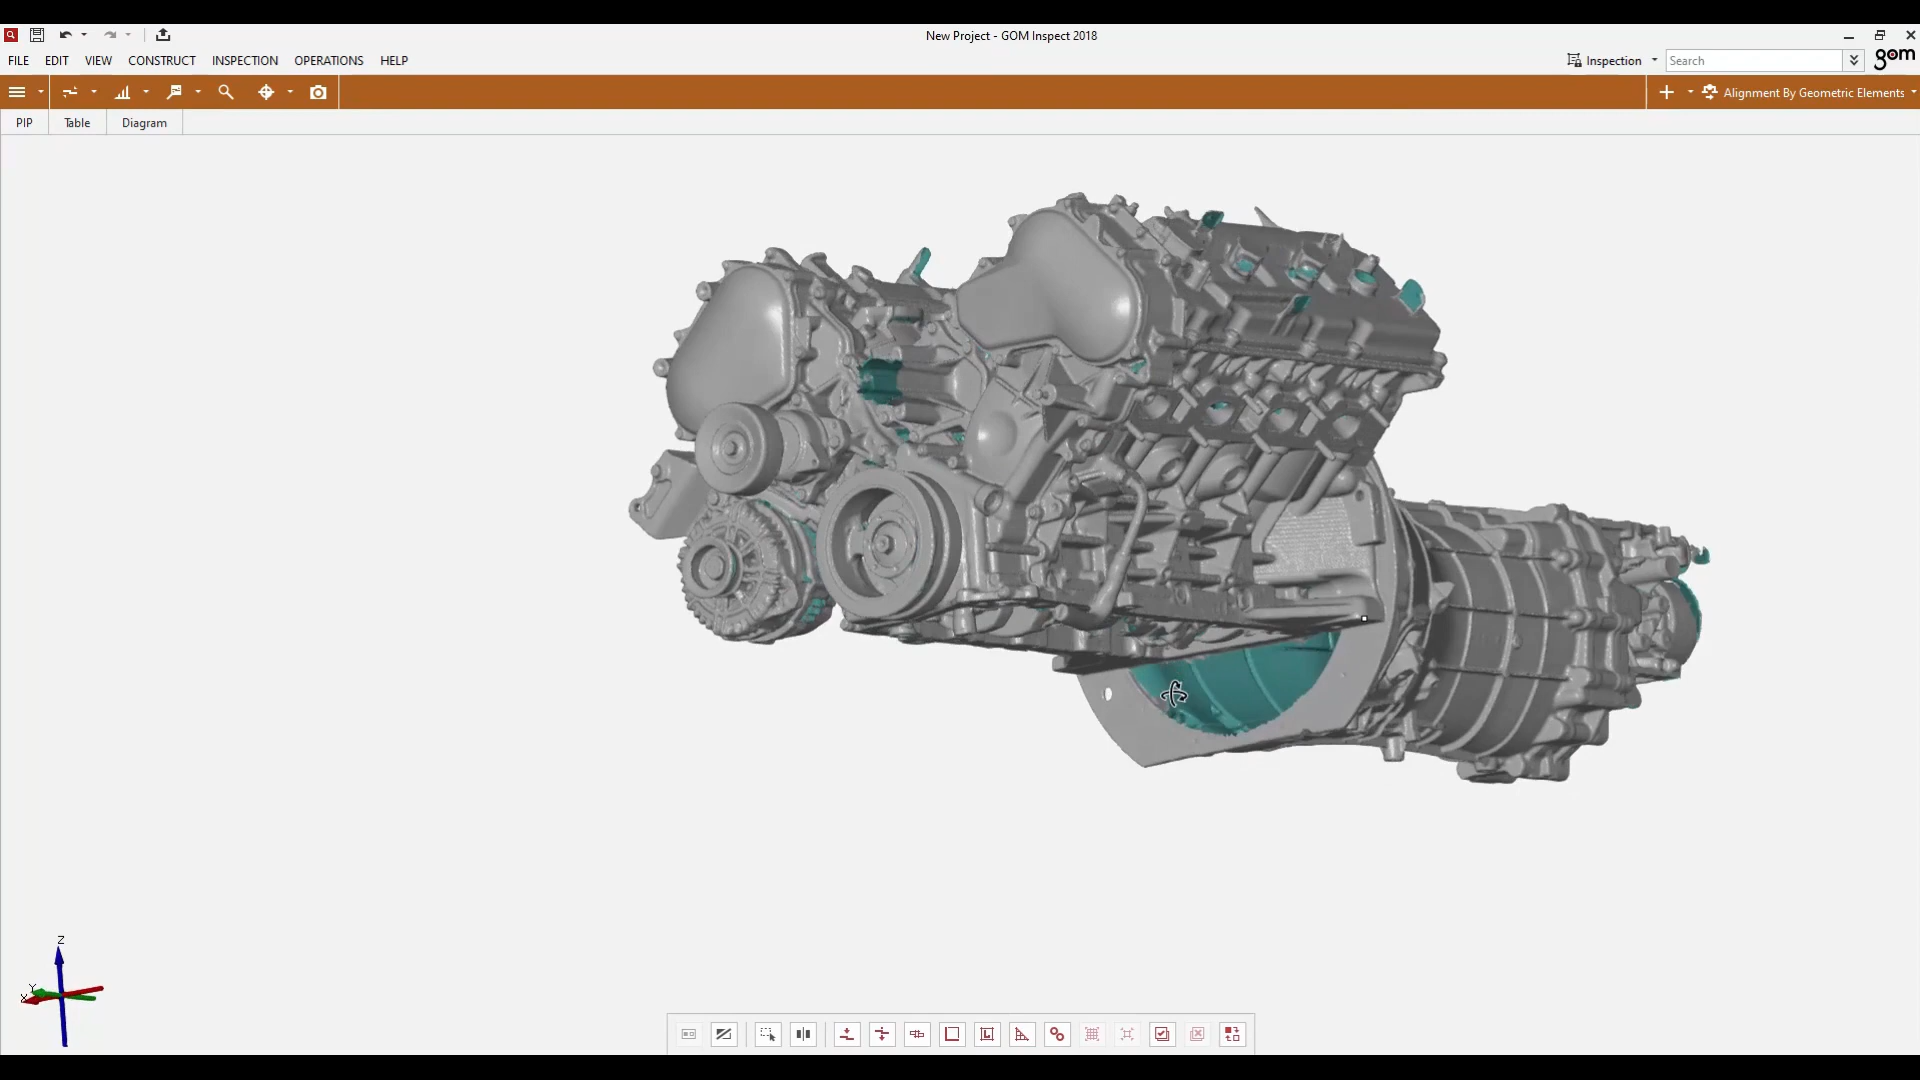 New Project - GOM Inspect 2018
FILE EDIT VIEW CONSTRUCT INSPECTION OPERATIONS HELP
Inspection
Search
gom
Alignment By Geometric Elements
PIP Table Diagram
Z
Y
X